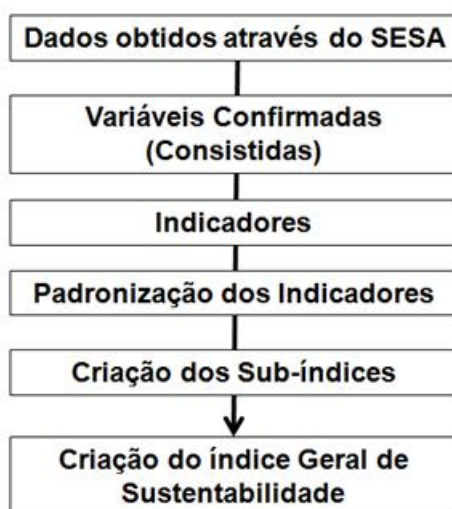 Dados obtidos através do SESA
Variáveis Confirmadas
(Consistidas)
Indicadores
Padronização dos Indicadores
Criação dos Sub-índices
Criação do índice Geral de
Sustentabilidade